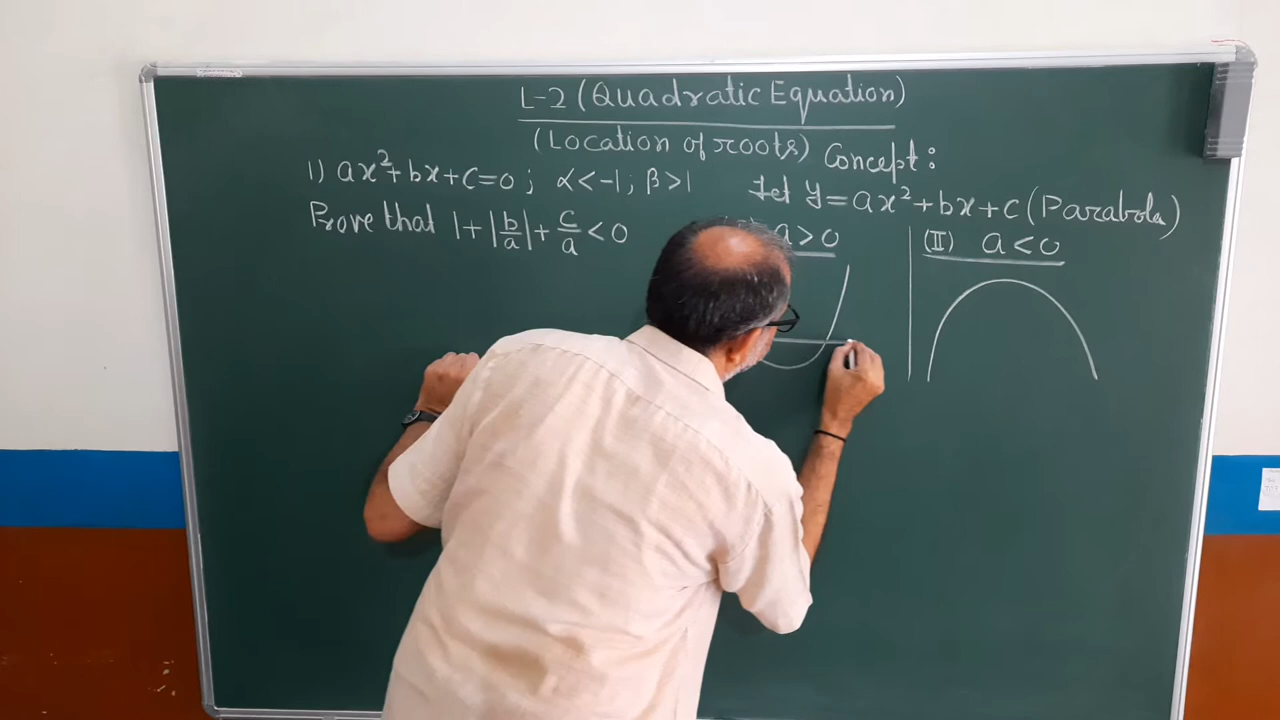 L-2 (Quadratic Equation)
(Location of roots)
1) ax²+bx+c=0 ; α<-1 ; β>1
Prove that 1+|b/a|+c/a<0
Concept:
Let y=ax²+bx+c (Parabola)
a>0
(II) a<0